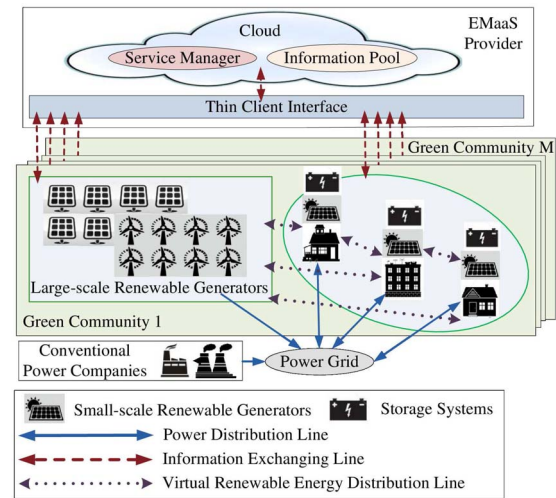 Cloud
EMaaS
Provider
Service Manager
Information Pool
Thin Client Interface
Green Community M
Large-scale Renewable Generators
Green Community 1
Conventional
Power Companies
Power Grid
Small-scale Renewable Generators
Storage Systems
Power Distribution Line
Information Exchanging Line
Virtual Renewable Energy Distribution Line